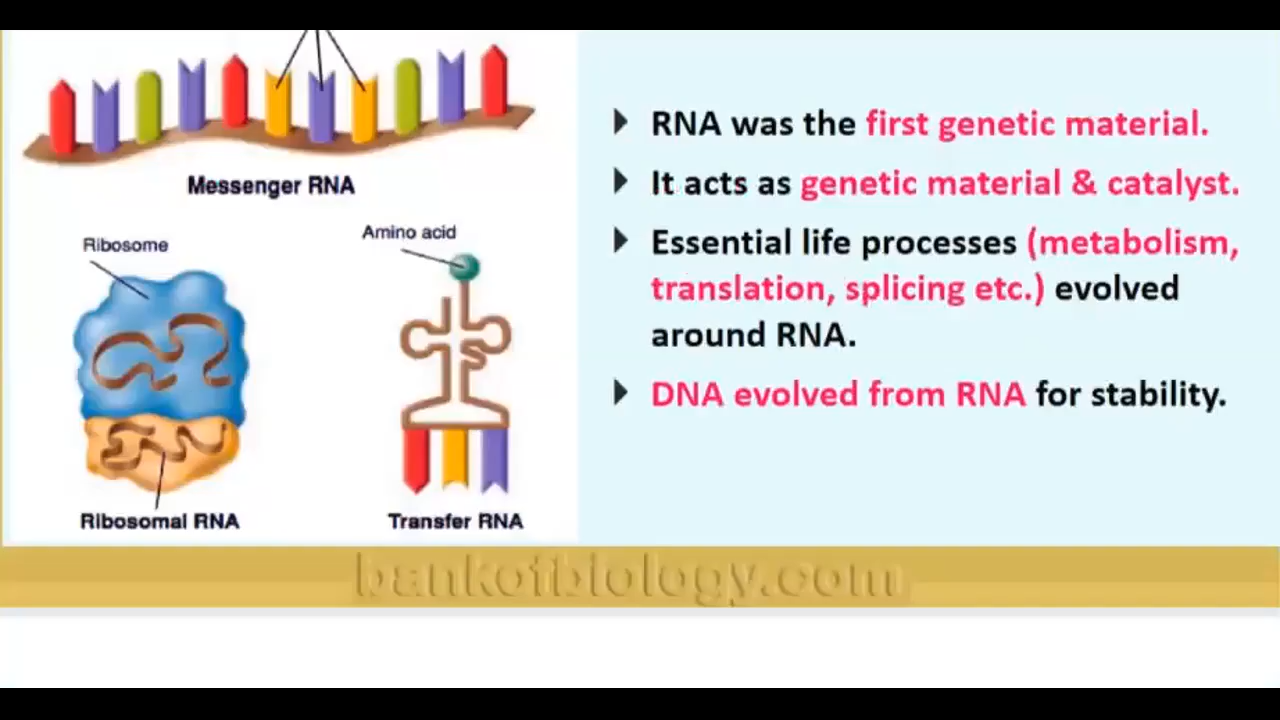 Messenger RNA
Ribosome
Amino acid
Ribosomal RNA
Transfer RNA
RNA was the first genetic material.
It acts as genetic material & catalyst.
Essential life processes (metabolism,
translation, splicing etc.) evolved
around RNA.
DNA evolved from RNA for stability.
bankofbiology.com